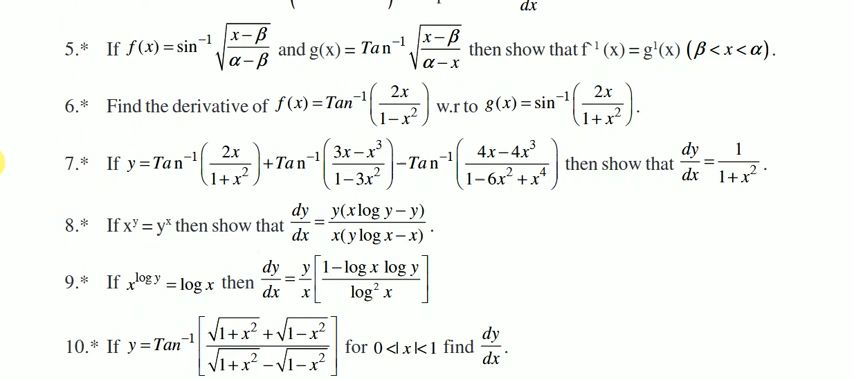 dx
5.* If f(x) = sin⁻¹ √((x−β)/(α−β)) and g(x) = Tan⁻¹ √((x−β)/(α−x)) then show that f¹(x) = g¹(x) (β < x < α).
6.* Find the derivative of f(x) = Tan⁻¹(2x/(1−x²)) w.r to g(x) = sin⁻¹(2x/(1+x²)).
7.* If y = Tan⁻¹(2x/(1+x²)) + Tan⁻¹((3x−x³)/(1−3x²)) − Tan⁻¹((4x−4x³)/(1−6x²+x⁴)) then show that dy/dx = 1/(1+x²).
8.* If xʸ = yˣ then show that dy/dx = y(x log y − y)/x(y log x − x).
9.* If x^(log y) = log x then dy/dx = y/x [(1−log x log y)/log² x]
10.* If y = Tan⁻¹[(√(1+x²) + √(1−x²))/(√(1+x²) − √(1−x²))] for 0<|x|<1 find dy/dx.